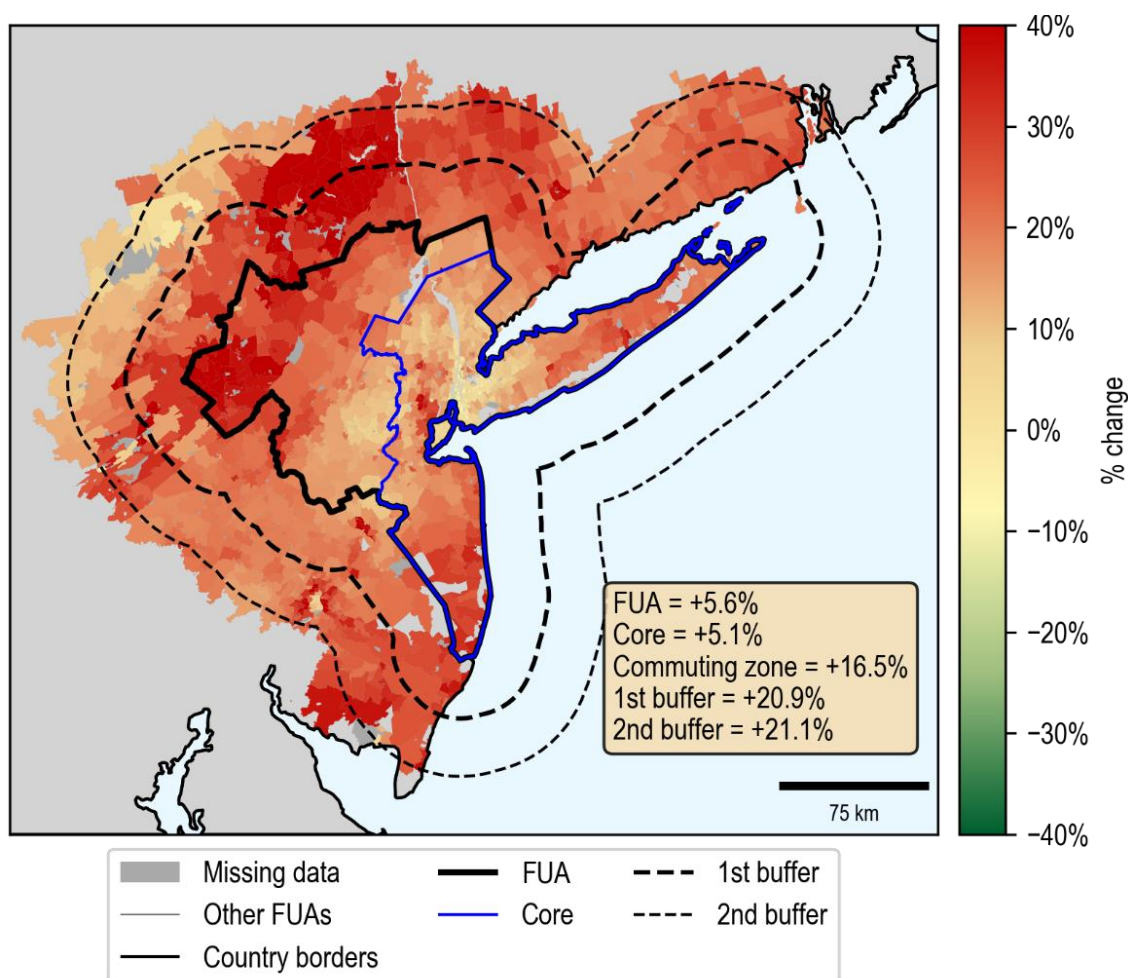 40%
30%
20%
10%
0%
−10%
−20%
−30%
−40%
% change
FUA = +5.6%
Core = +5.1%
Commuting zone = +16.5%
1st buffer = +20.9%
2nd buffer = +21.1%
75 km
Missing data
Other FUAs
Country borders
FUA
Core
1st buffer
2nd buffer